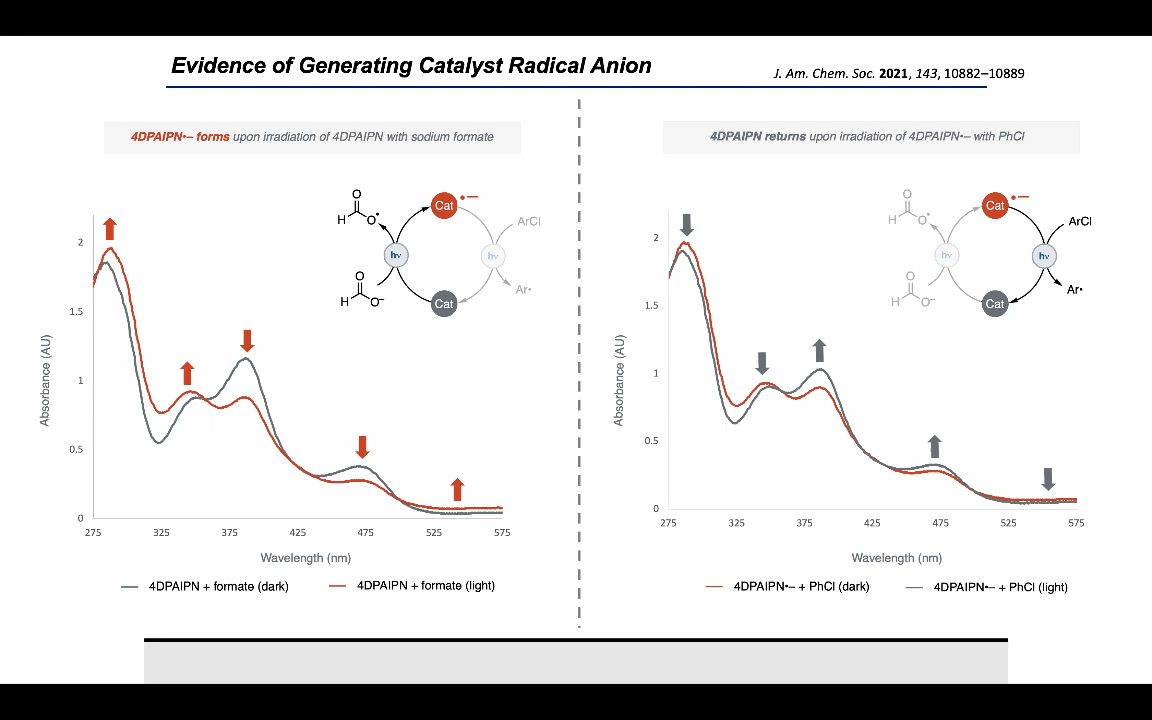 Evidence of Generating Catalyst Radical Anion
J. Am. Chem. Soc. 2021, 143, 10882–10889
4DPAIPN•– forms upon irradiation of 4DPAIPN with sodium formate
O
H O•
Cat •–
ArCl
hν
hν
O
H O–
Cat
Ar•
Absorbance (AU)
2
1.5
1
0.5
0
275 325 375 425 475 525 575
Wavelength (nm)
4DPAIPN + formate (dark) 4DPAIPN + formate (light)
4DPAIPN returns upon irradiation of 4DPAIPN•– with PhCl
O
H O•
Cat •–
ArCl
hν
hν
O
H O–
Cat
Ar•
Absorbance (AU)
2
1.5
1
0.5
0
275 325 375 425 475 525 575
Wavelength (nm)
4DPAIPN•– + PhCl (dark) 4DPAIPN•– + PhCl (light)